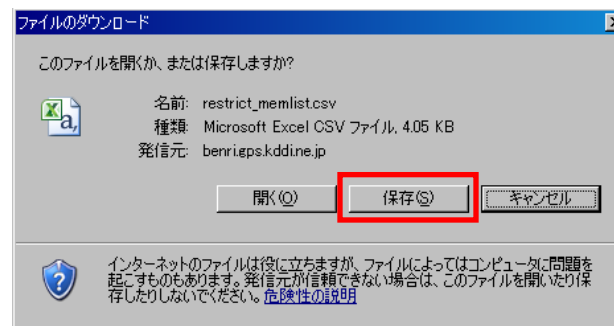 ファイルのダウンロード
このファイルを開くか、または保存しますか?
名前: restrict_memlist.csv
種類: Microsoft Excel CSV ファイル, 4.05 KB
発信元: benri.gps.kddi.ne.jp
開く(O) 保存(S) キャンセル
インターネットのファイルは役に立ちますが、ファイルによってはコンピュータに問題を
起こすものもあります。発信元が信頼できない場合は、このファイルを開いたり保
存したりしないでください。危険性の説明